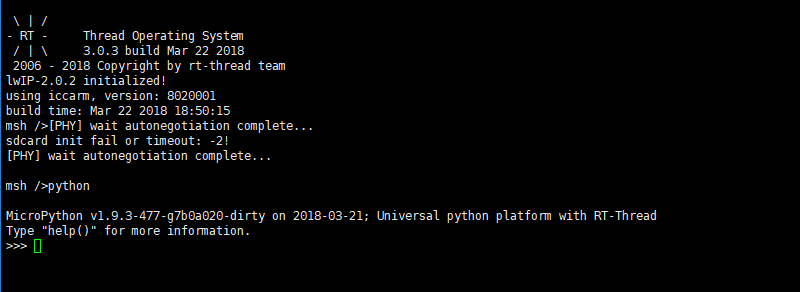 \ | /
- RT -     Thread Operating System
 / | \     3.0.3 build Mar 22 2018
 2006 - 2018 Copyright by rt-thread team
lwIP-2.0.2 initialized!
using iccarm, version: 8020001
build time: Mar 22 2018 18:50:15
msh />[PHY] wait autonegotiation complete...
sdcard init fail or timeout: -2!
[PHY] wait autonegotiation complete...
msh />python
MicroPython v1.9.3-477-g7b0a020-dirty on 2018-03-21; Universal python platform with RT-Thread
Type "help()" for more information.
>>>